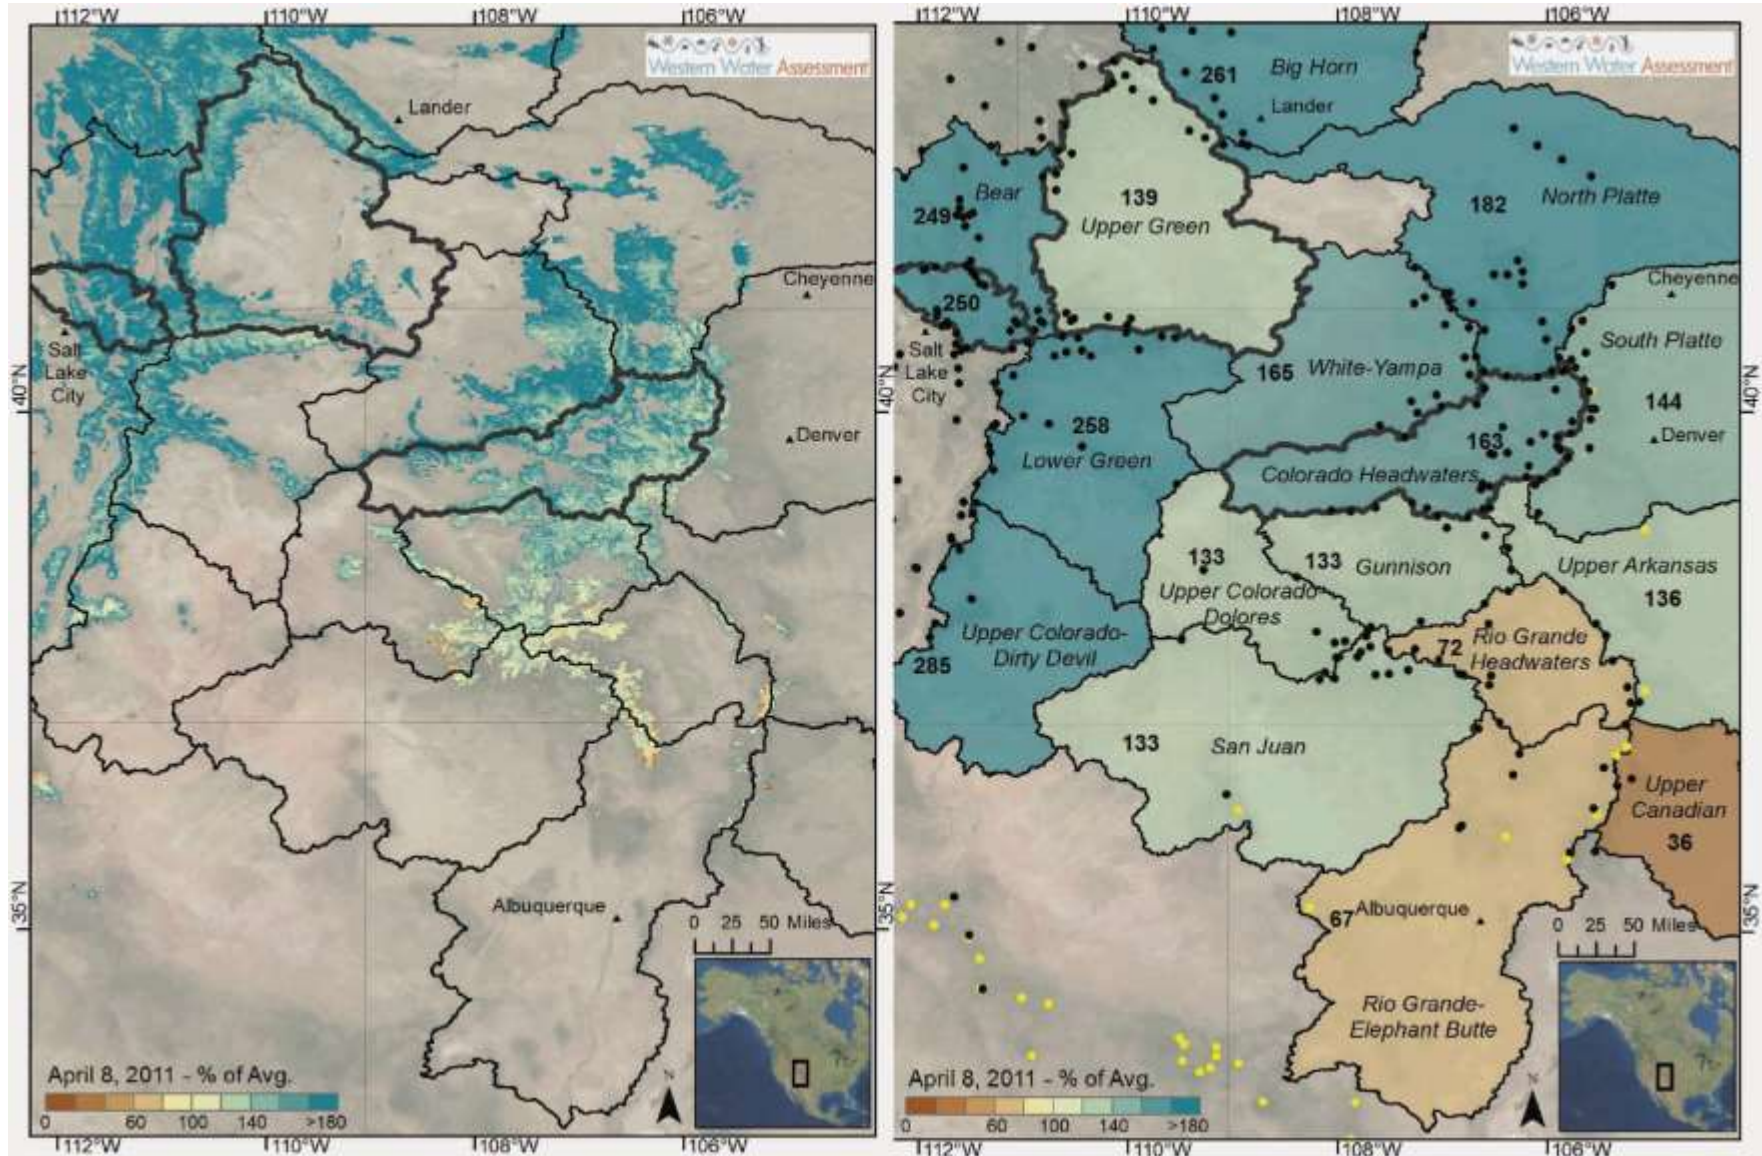 112°W 110°W 108°W 106°W
Western Water Assessment
Lander
Cheyenne
Salt
Lake
City
40°N
40°N
Denver
Albuquerque
35°N
35°N
0 25 50 Miles
N
April 8, 2011 - % of Avg.
0 60 100 140 >180
112°W 110°W 108°W 106°W
112°W 110°W 108°W 106°W
Western Water Assessment
261
Big Horn
Lander
Bear
249
139
Upper Green
182
North Platte
Cheyenne
250
Salt
Lake
City
165
White-Yampa
South Platte
144
40°N
Denver
258
Lower Green
163
Colorado Headwaters
133
Upper Colorado-
Dolores
133
Gunnison
Upper Arkansas
136
Upper Colorado-
Dirty Devil
285
72
Rio Grande
Headwaters
133
San Juan
Upper
Canadian
36
67
Albuquerque
35°N
0 25 50 Miles
Rio Grande-
Elephant Butte
N
April 8, 2011 - % of Avg.
0 60 100 140 >180
112°W 110°W 108°W 106°W